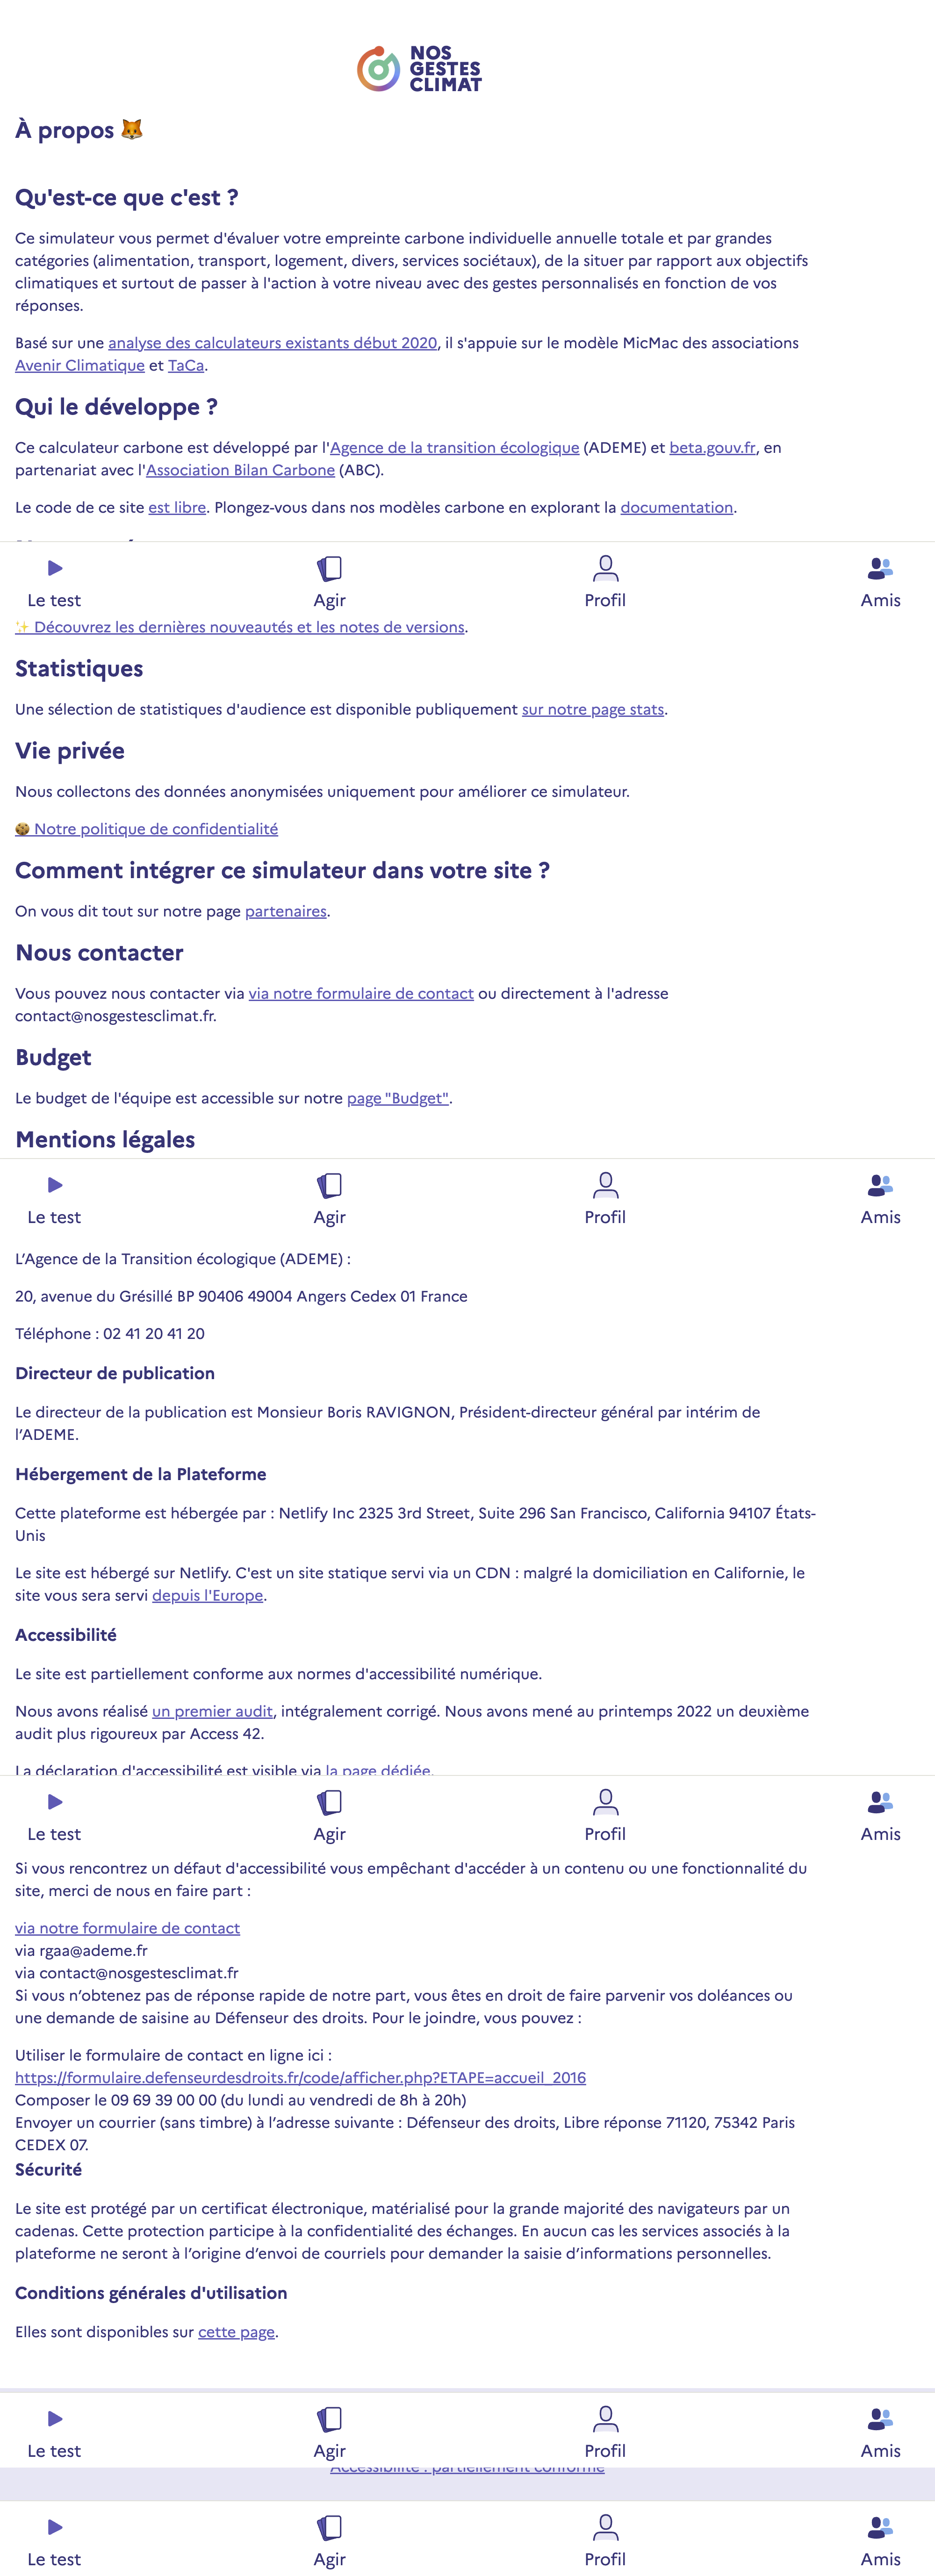 NOS
GESTES
CLIMAT
À propos 🦊
Qu'est-ce que c'est ?
Ce simulateur vous permet d'évaluer votre empreinte carbone individuelle annuelle totale et par grandes
catégories (alimentation, transport, logement, divers, services sociétaux), de la situer par rapport aux objectifs
climatiques et surtout de passer à l'action à votre niveau avec des gestes personnalisés en fonction de vos
réponses.
Basé sur une analyse des calculateurs existants début 2020, il s'appuie sur le modèle MicMac des associations
Avenir Climatique et TaCa.
Qui le développe ?
Ce calculateur carbone est développé par l'Agence de la transition écologique (ADEME) et beta.gouv.fr, en
partenariat avec l'Association Bilan Carbone (ABC).
Le code de ce site est libre. Plongez-vous dans nos modèles carbone en explorant la documentation.
Le test Agir Profil Amis
✨ Découvrez les dernières nouveautés et les notes de versions.
Statistiques
Une sélection de statistiques d'audience est disponible publiquement sur notre page stats.
Vie privée
Nous collectons des données anonymisées uniquement pour améliorer ce simulateur.
🍪 Notre politique de confidentialité
Comment intégrer ce simulateur dans votre site ?
On vous dit tout sur notre page partenaires.
Nous contacter
Vous pouvez nous contacter via via notre formulaire de contact ou directement à l'adresse
contact@nosgestesclimat.fr.
Budget
Le budget de l'équipe est accessible sur notre page "Budget".
Mentions légales
Le test Agir Profil Amis
L’Agence de la Transition écologique (ADEME) :
20, avenue du Grésillé BP 90406 49004 Angers Cedex 01 France
Téléphone : 02 41 20 41 20
Directeur de publication
Le directeur de la publication est Monsieur Boris RAVIGNON, Président-directeur général par intérim de
l’ADEME.
Hébergement de la Plateforme
Cette plateforme est hébergée par : Netlify Inc 2325 3rd Street, Suite 296 San Francisco, California 94107 États-
Unis
Le site est hébergé sur Netlify. C'est un site statique servi via un CDN : malgré la domiciliation en Californie, le
site vous sera servi depuis l'Europe.
Accessibilité
Le site est partiellement conforme aux normes d'accessibilité numérique.
Nous avons réalisé un premier audit, intégralement corrigé. Nous avons mené au printemps 2022 un deuxième
audit plus rigoureux par Access 42.
La déclaration d'accessibilité est visible via la page dédiée.
Le test Agir Profil Amis
Si vous rencontrez un défaut d'accessibilité vous empêchant d'accéder à un contenu ou une fonctionnalité du
site, merci de nous en faire part :
via notre formulaire de contact
via rgaa@ademe.fr
via contact@nosgestesclimat.fr
Si vous n’obtenez pas de réponse rapide de notre part, vous êtes en droit de faire parvenir vos doléances ou
une demande de saisine au Défenseur des droits. Pour le joindre, vous pouvez :
Utiliser le formulaire de contact en ligne ici :
https://formulaire.defenseurdesdroits.fr/code/afficher.php?ETAPE=accueil_2016
Composer le 09 69 39 00 00 (du lundi au vendredi de 8h à 20h)
Envoyer un courrier (sans timbre) à l’adresse suivante : Défenseur des droits, Libre réponse 71120, 75342 Paris
CEDEX 07.
Sécurité
Le site est protégé par un certificat électronique, matérialisé pour la grande majorité des navigateurs par un
cadenas. Cette protection participe à la confidentialité des échanges. En aucun cas les services associés à la
plateforme ne seront à l’origine d’envoi de courriels pour demander la saisie d’informations personnelles.
Conditions générales d'utilisation
Elles sont disponibles sur cette page.
Le test Agir Profil Amis
Accessibilité : partiellement conforme
Le test Agir Profil Amis